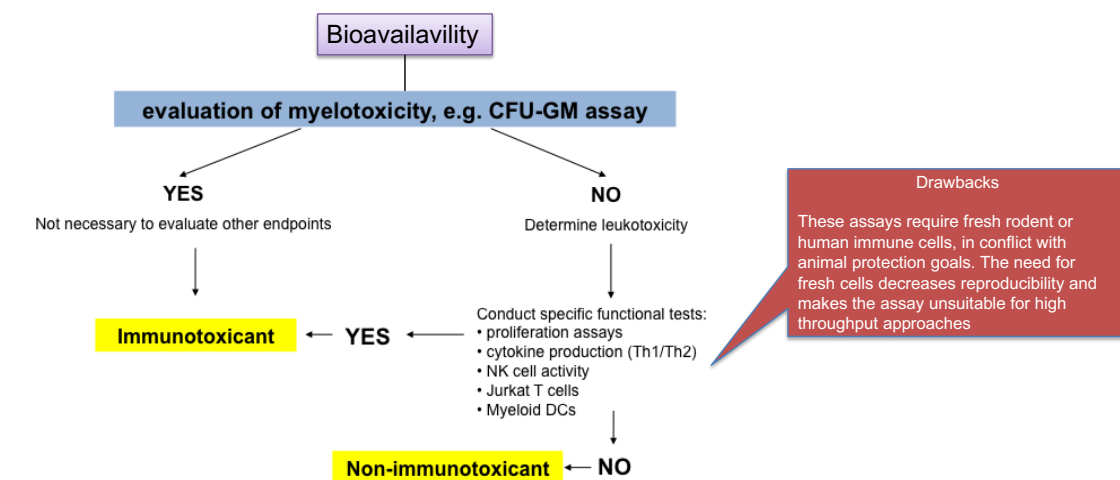 Bioavailavility
evaluation of myelotoxicity, e.g. CFU-GM assay
YES
Not necessary to evaluate other endpoints
NO
Determine leukotoxicity
Drawbacks
These assays require fresh rodent or
human immune cells, in conflict with
animal protection goals. The need for
fresh cells decreases reproducibility and
makes the assay unsuitable for high
throughput approaches
Conduct specific functional tests:
• proliferation assays
• cytokine production (Th1/Th2)
• NK cell activity
• Jurkat T cells
• Myeloid DCs
YES
Immunotoxicant
NO
Non-immunotoxicant